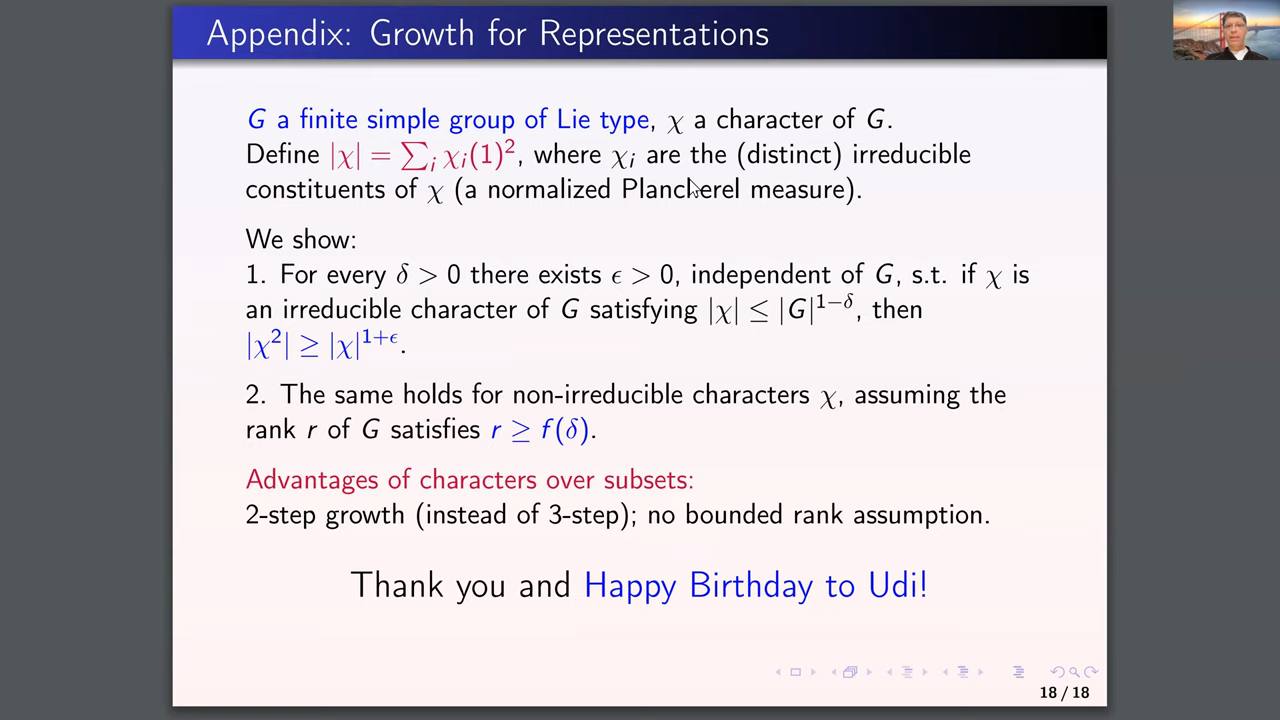 Appendix: Growth for Representations
G a finite simple group of Lie type, χ a character of G.
Define |χ| = ∑ᵢ χᵢ(1)², where χᵢ are the (distinct) irreducible
constituents of χ (a normalized Plancherel measure).
We show:
1. For every δ > 0 there exists ϵ > 0, independent of G, s.t. if χ is
an irreducible character of G satisfying |χ| ≤ |G|¹⁻ᵟ, then
|χ²| ≥ |χ|¹⁺ᵋ.
2. The same holds for non-irreducible characters χ, assuming the
rank r of G satisfies r ≥ f(δ).
Advantages of characters over subsets:
2-step growth (instead of 3-step); no bounded rank assumption.
Thank you and Happy Birthday to Udi!
18 / 18